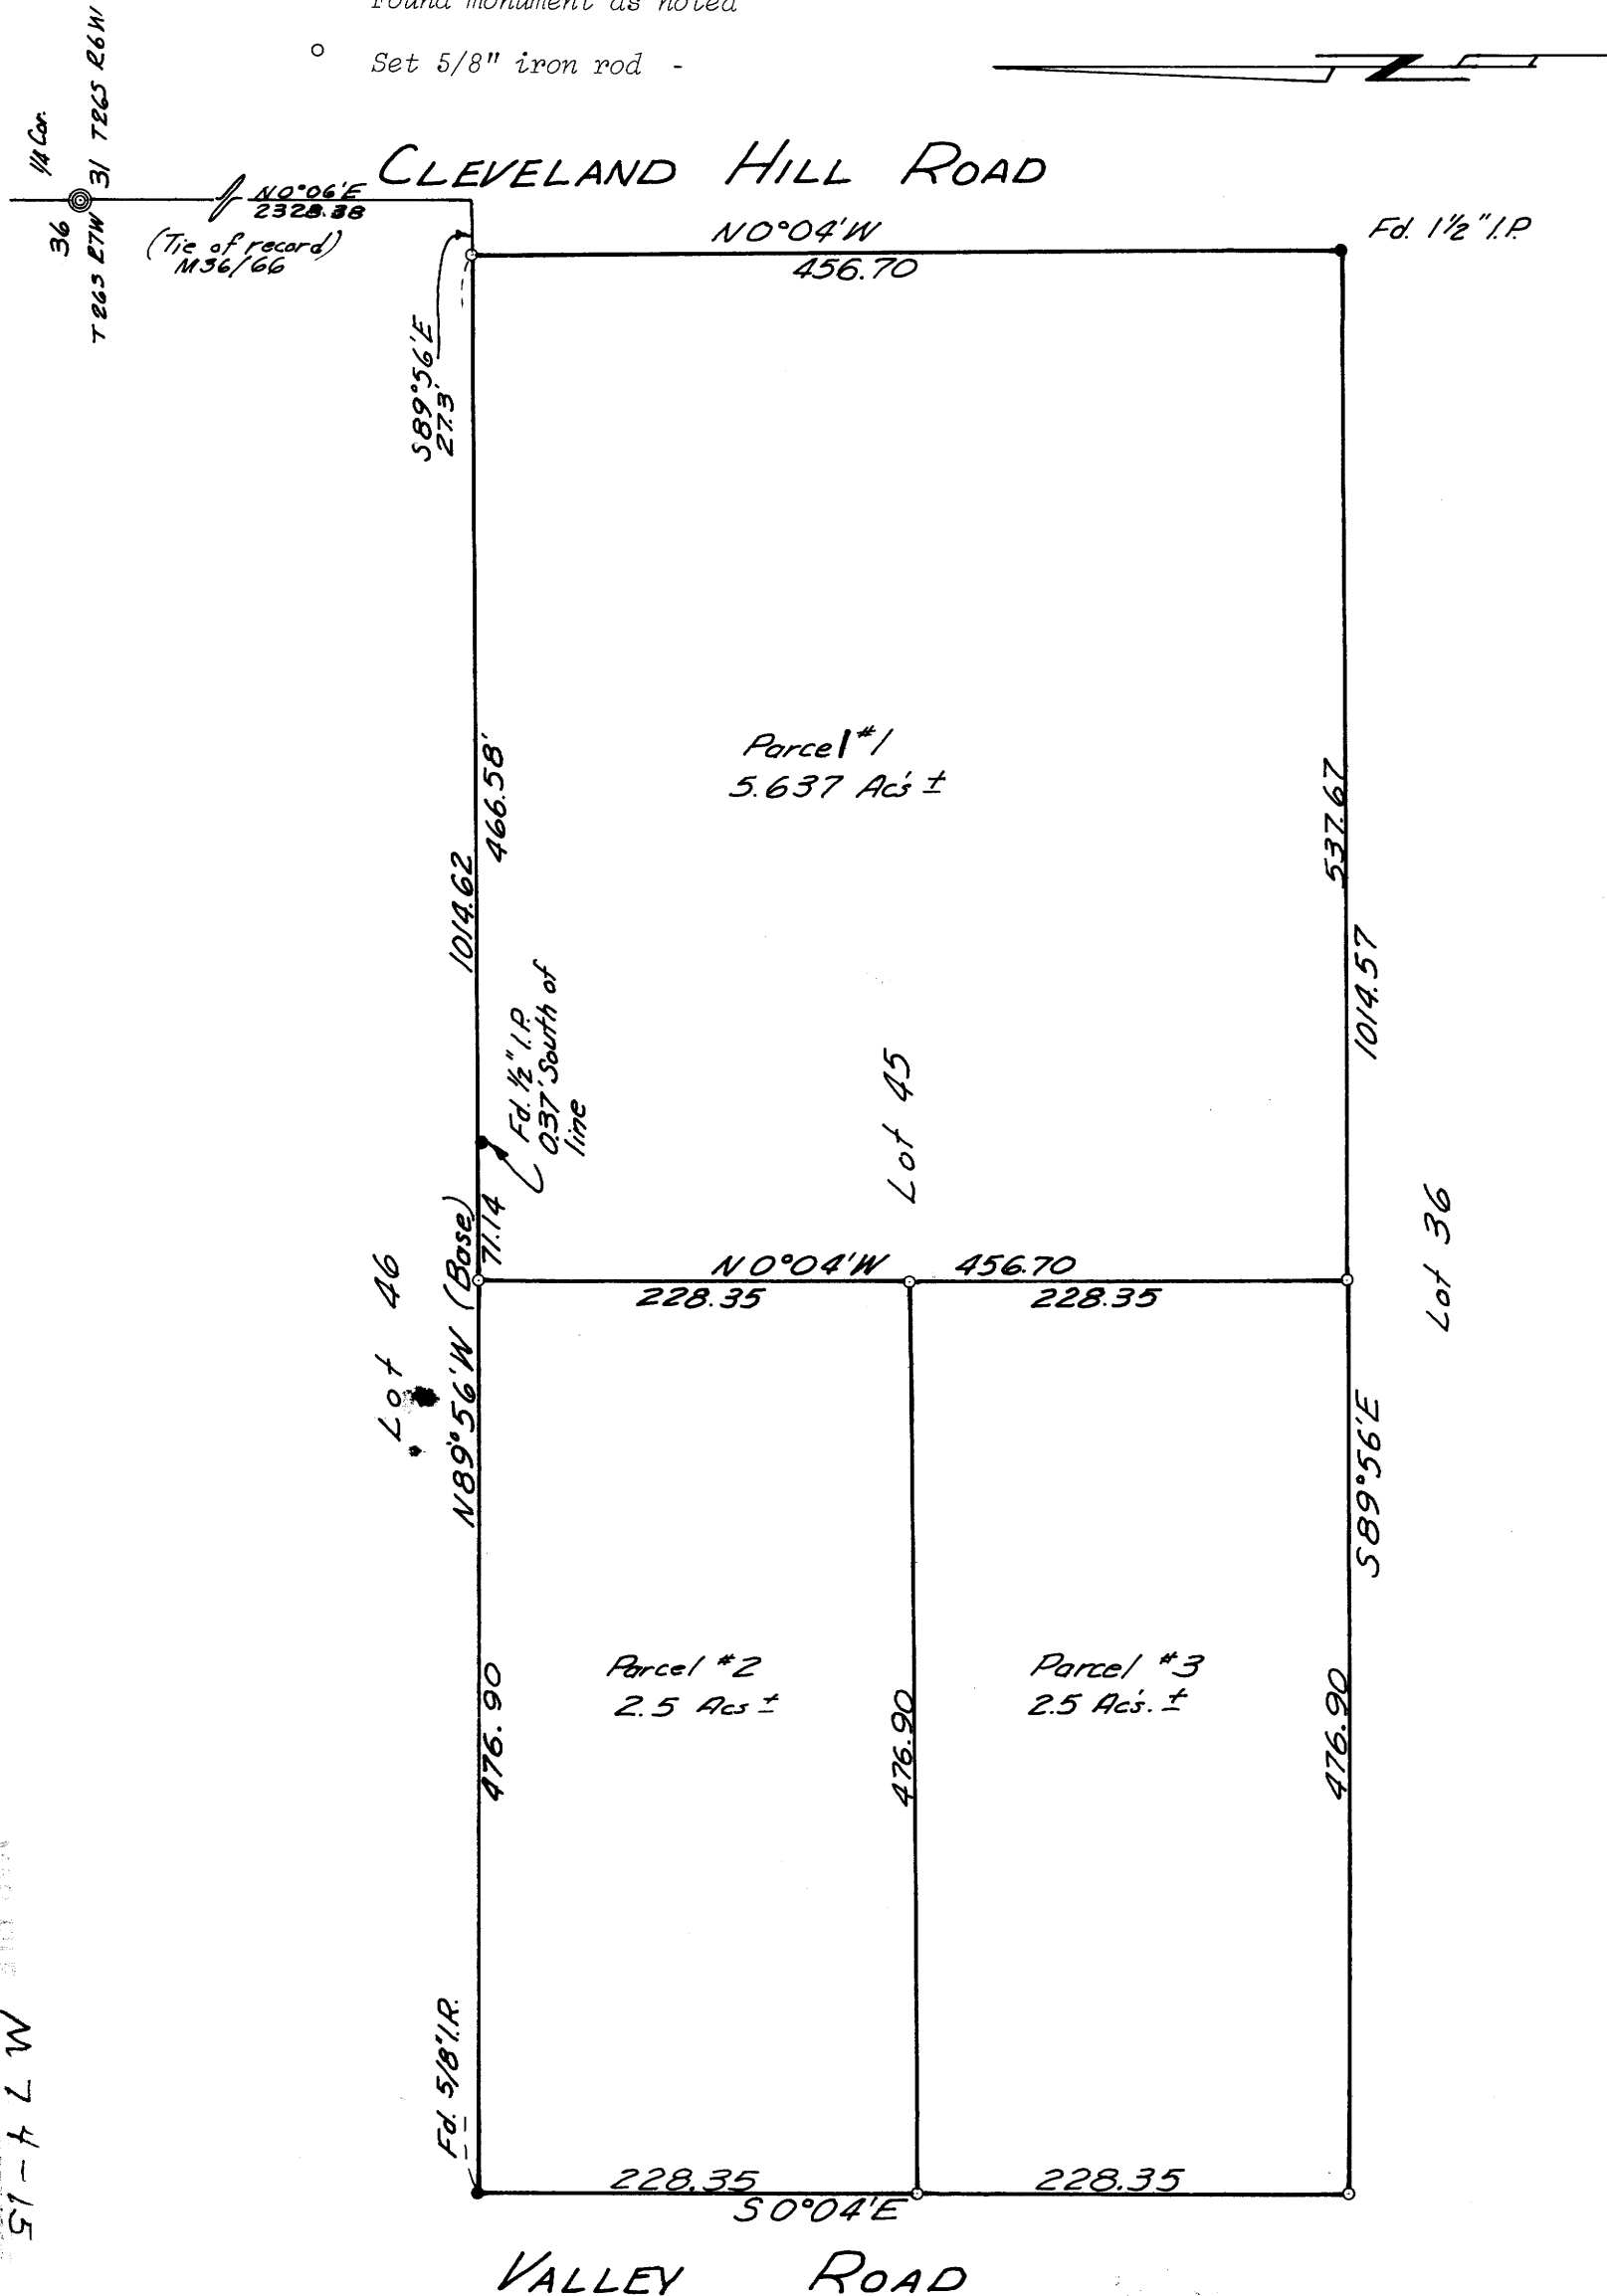 Found monument as noted
Set 5/8" iron rod -
1/4 Cor.
36
31 T26S R6W
T26S R7W
N0°06'E
2328.38
(Tie of record)
M36/66
CLEVELAND HILL ROAD
N0°04'W
456.70
Fd. 1 1/2" I.P.
S89°56'E
27.3'
Parcel #1
5.637 Ac's ±
466.58'
1014.62
537.67
1014.57
Fd. 1/2" I.P.
0.37' South of
line
Lot 45
71.14
N89°56'W (Base)
Lot 46
Lot 36
N0°04'W 456.70
228.35
228.35
S89°56'E
Parcel #2
2.5 Acs ±
Parcel #3
2.5 Ac's. ±
476.90
476.90
476.90
Fd. 5/8" I.R.
228.35
228.35
S0°04'E
VALLEY ROAD
M74-15